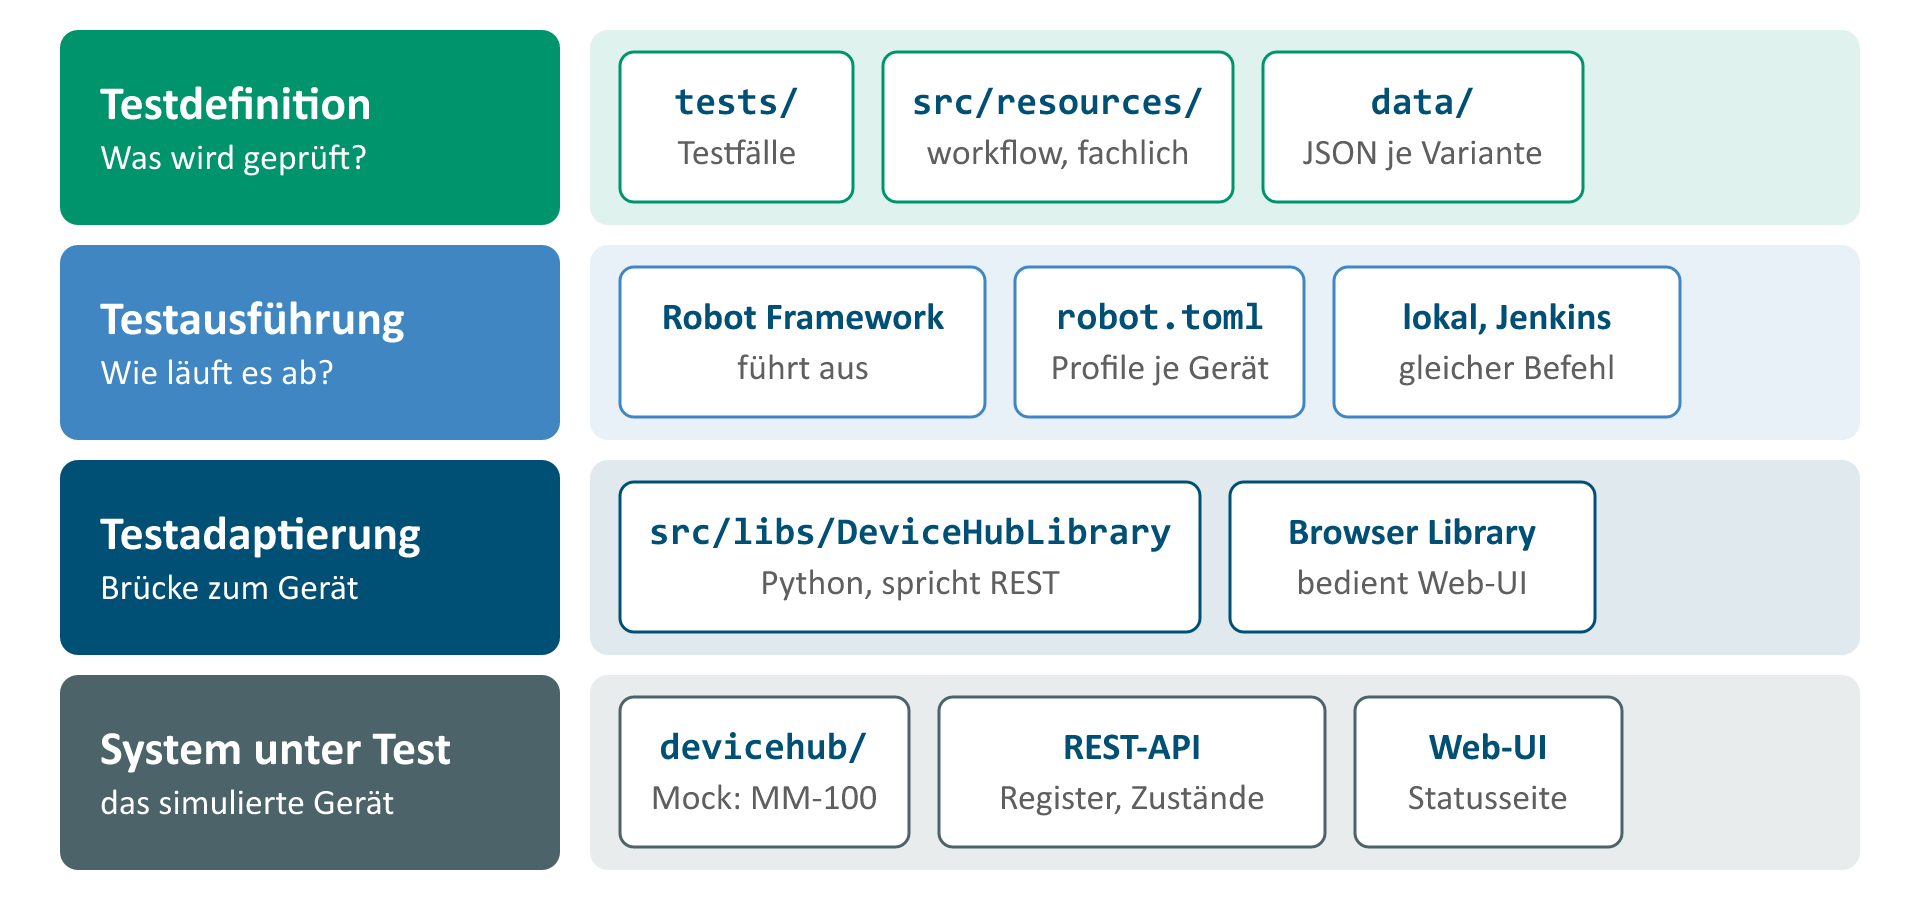 Testdefinition
Was wird geprüft?
tests/
Testfälle
src/resources/
workflow, fachlich
data/
JSON je Variante
Testausführung
Wie läuft es ab?
Robot Framework
führt aus
robot.toml
Profile je Gerät
lokal, Jenkins
gleicher Befehl
Testadaptierung
Brücke zum Gerät
src/libs/DeviceHubLibrary
Python, spricht REST
Browser Library
bedient Web-UI
System unter Test
das simulierte Gerät
devicehub/
Mock: MM-100
REST-API
Register, Zustände
Web-UI
Statusseite